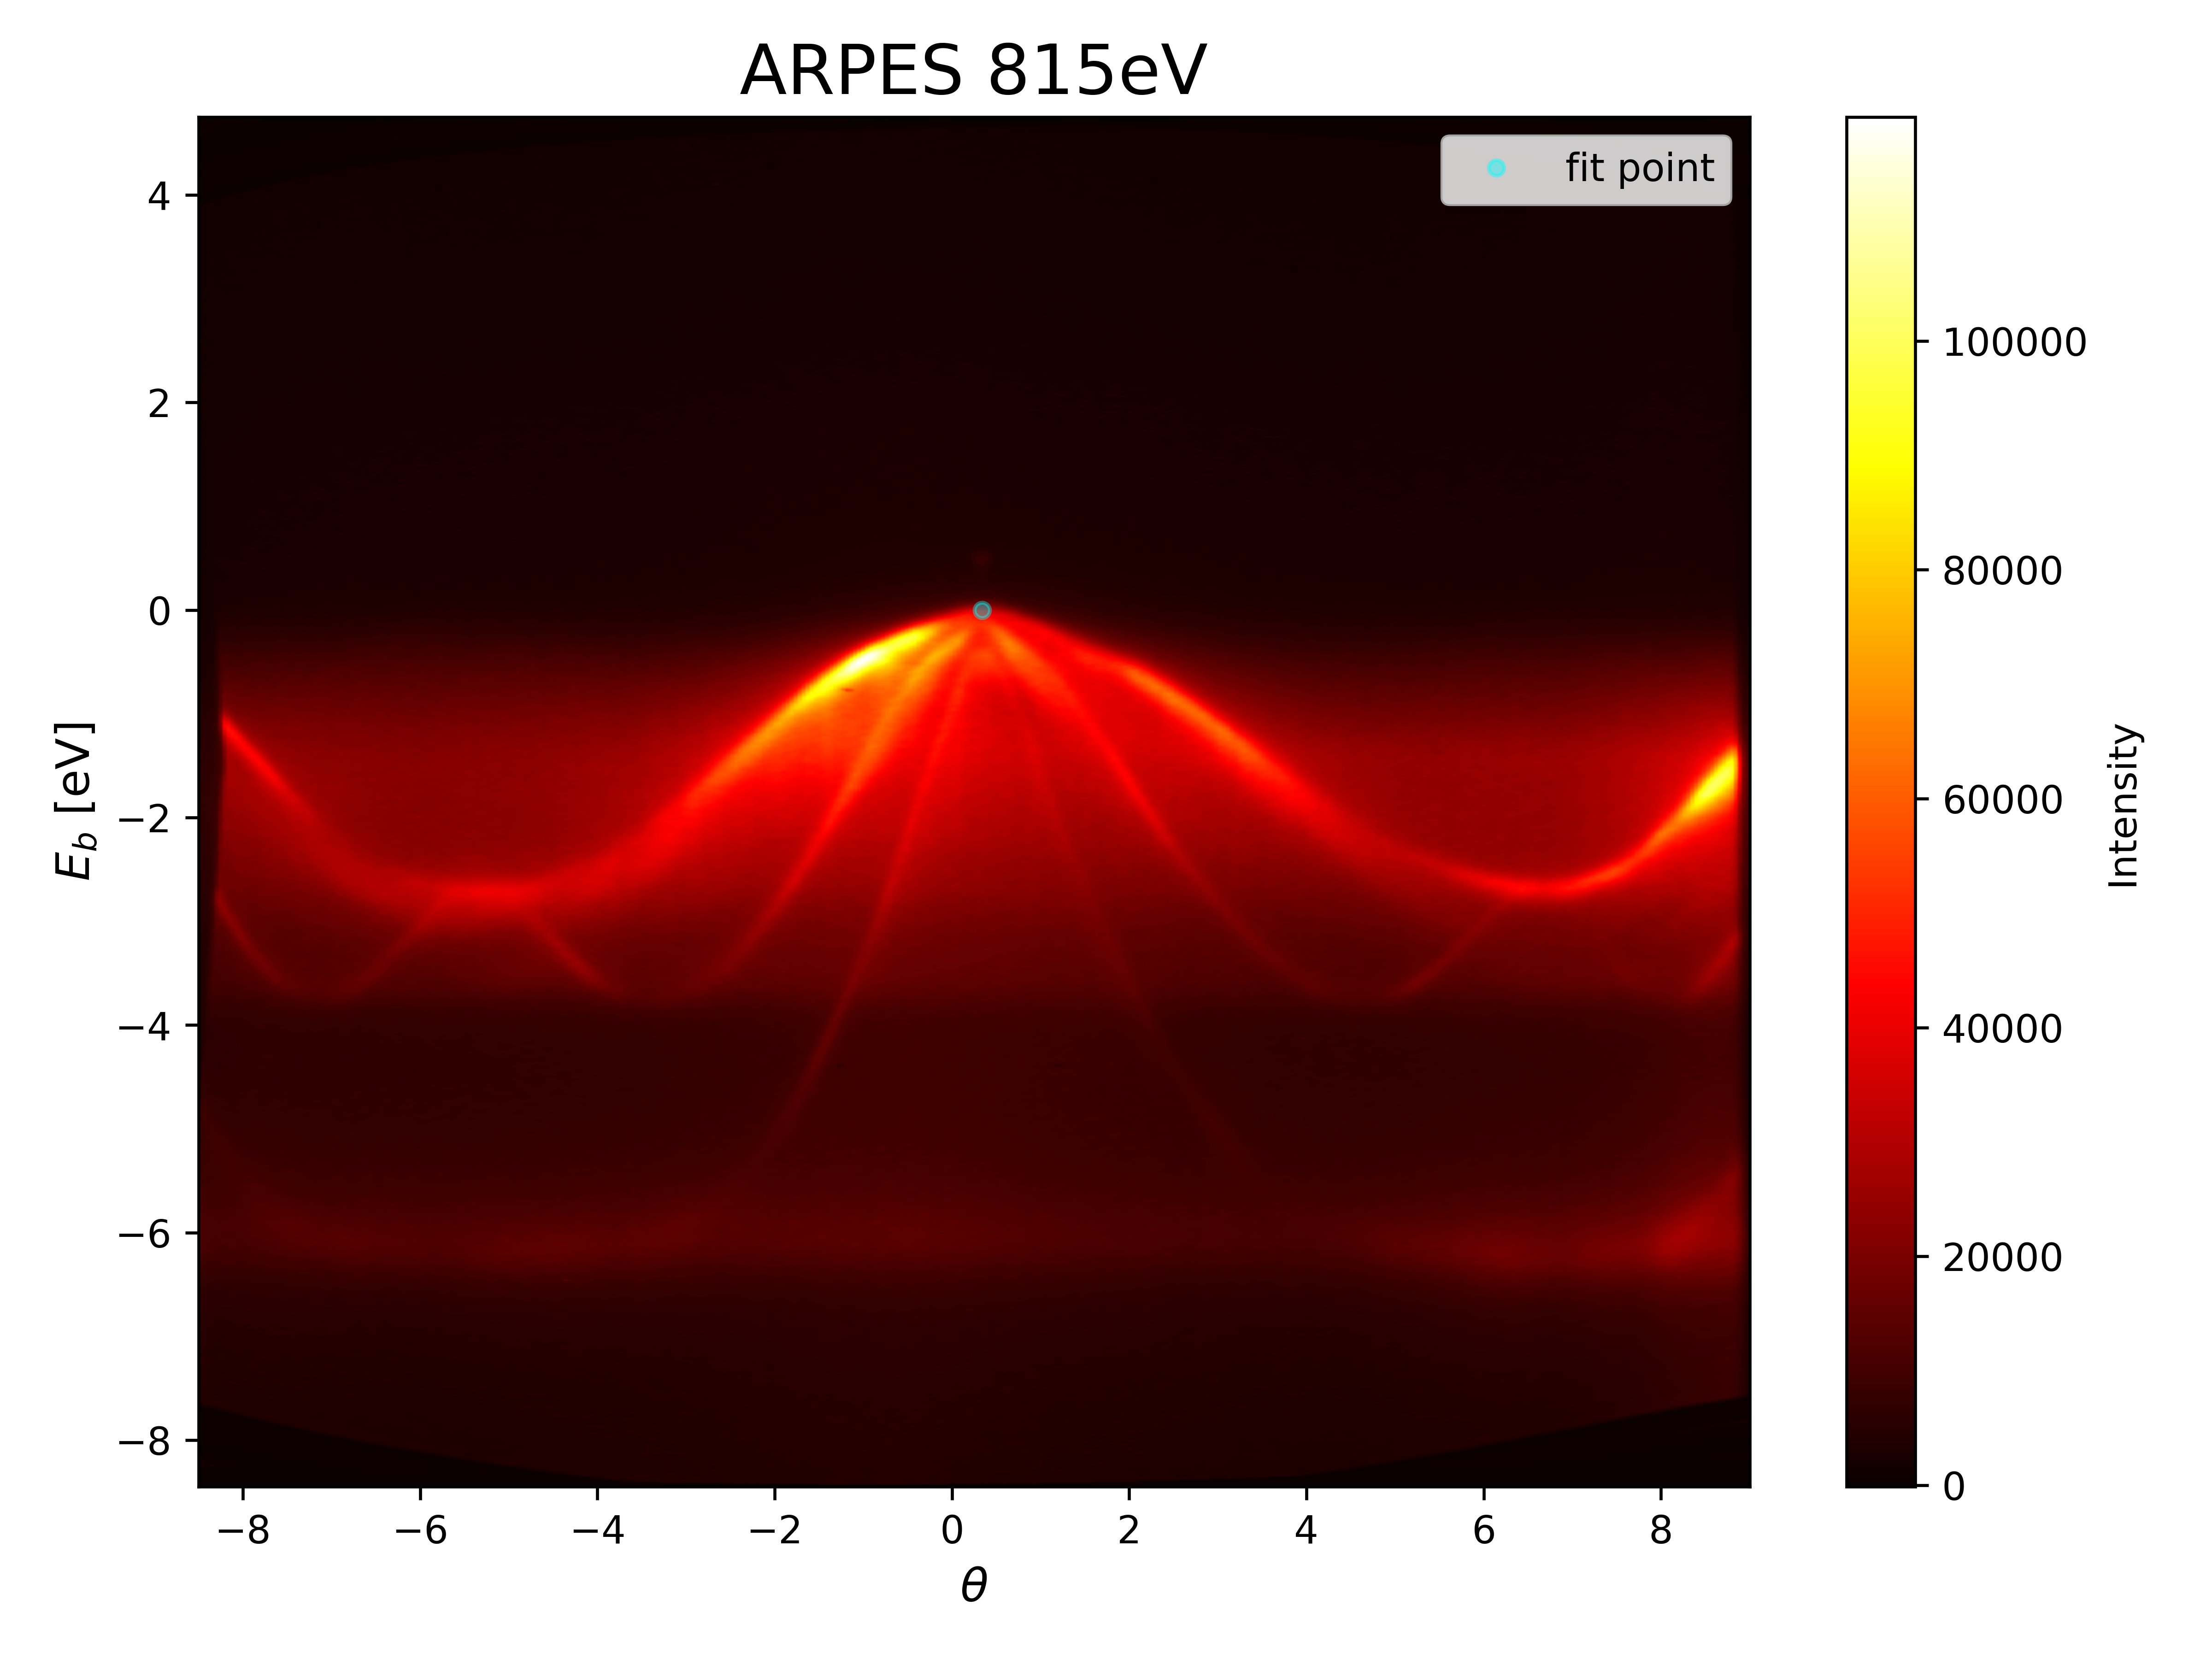 ARPES 815eV
fit point
4
2
0
−2
−4
−6
−8
E_b [eV]
−8 −6 −4 −2 0 2 4 6 8
θ
100000
80000
60000
40000
20000
0
Intensity